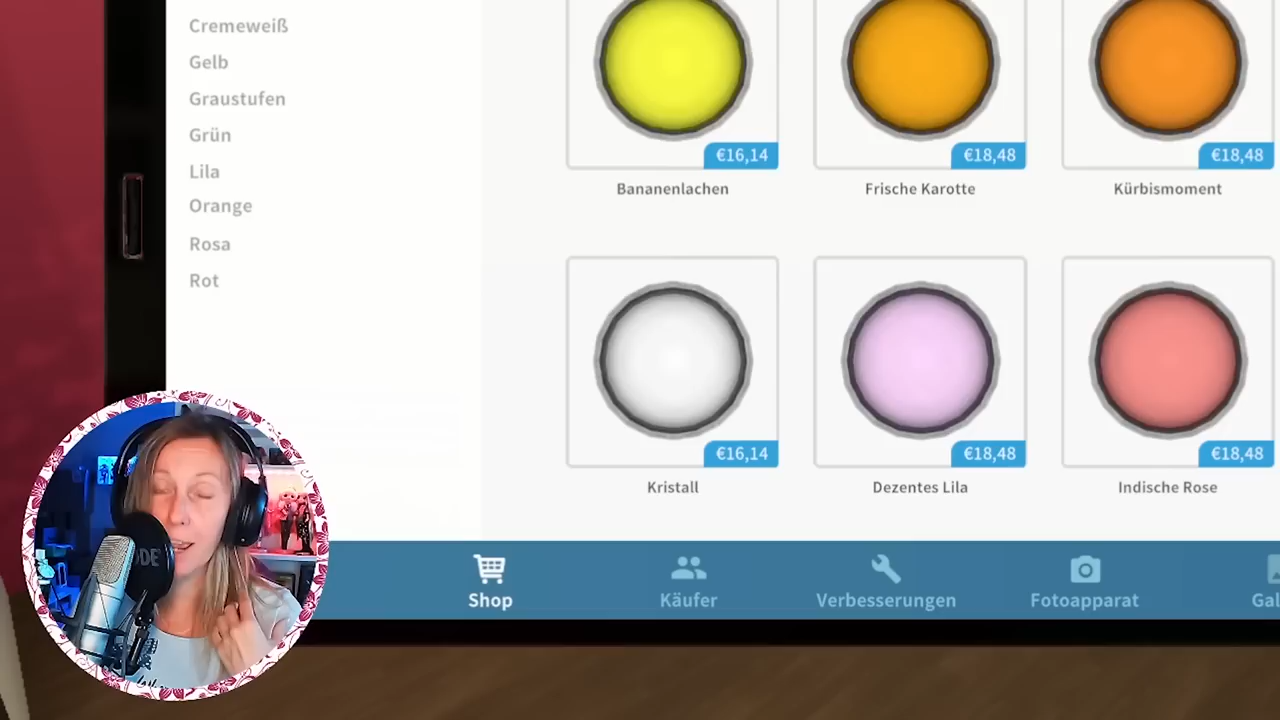 Cremeweiß
Gelb
Graustufen
Grün
Lila
Orange
Rosa
Rot
€16,14
€18,48
€18,48
Bananenlachen
Frische Karotte
Kürbismoment
€16,14
€18,48
€18,48
Kristall
Dezentes Lila
Indische Rose
Shop
Käufer
Verbesserungen
Fotoapparat